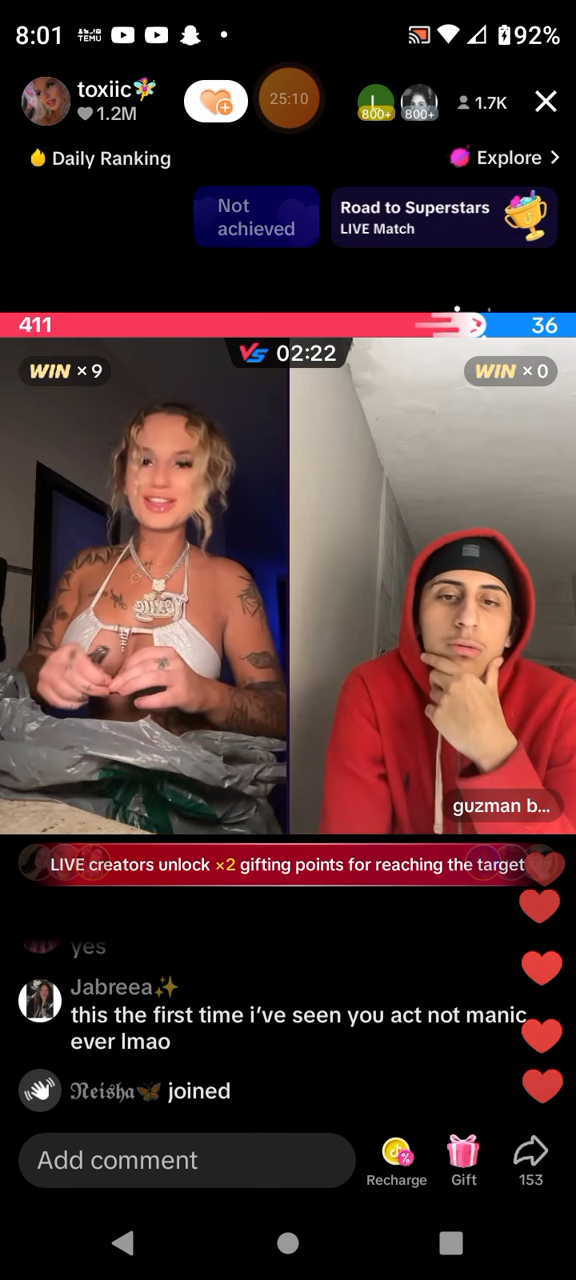 8:01
TEMU
92%
toxiic
1.2M
25:10
L
800+
800+
1.7K
Daily Ranking
Explore >
Not
achieved
Road to Superstars
LIVE Match
411
36
VS 02:22
WIN × 9
WIN × 0
guzman b...
LIVE creators unlock ×2 gifting points for reaching the target
yes
Jabreea✨
this the first time i’ve seen you act not manic
ever lmao
𝕹𝖊𝖎𝖘𝖍𝖆🦋 joined
Add comment
Recharge
Gift
153